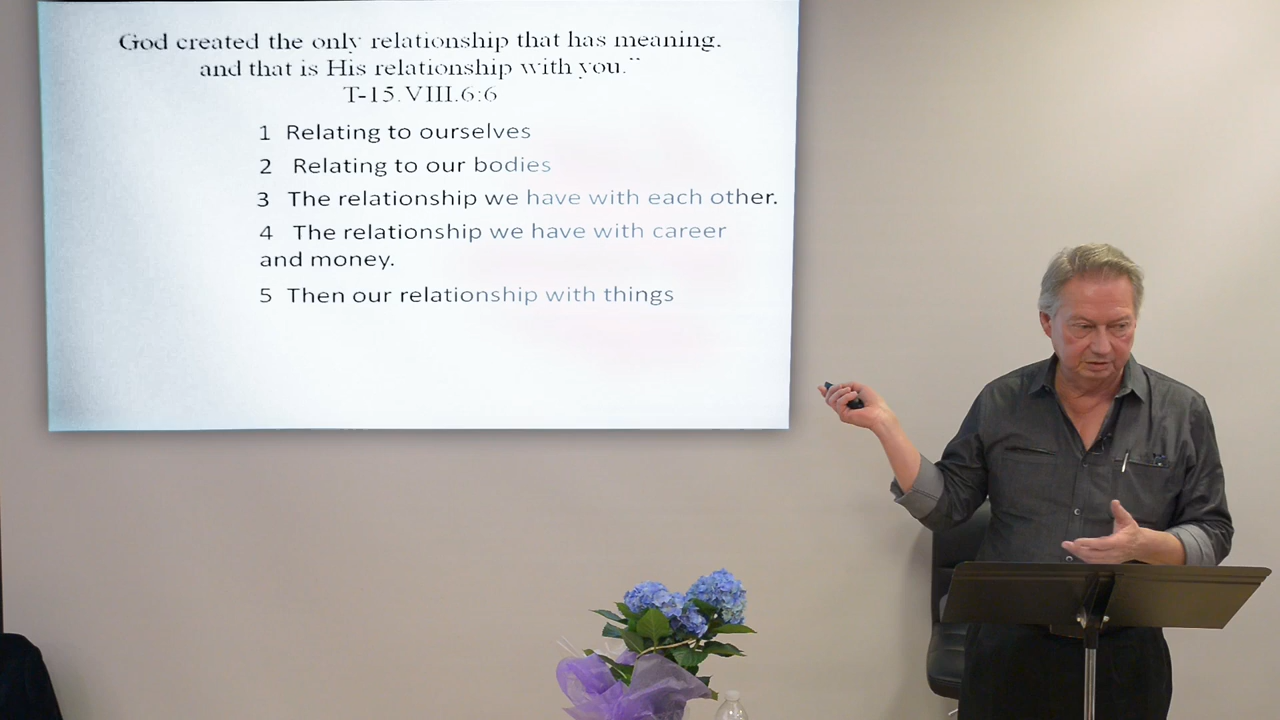 God created the only relationship that has meaning,
and that is His relationship with you."
T-15.VIII.6:6
1 Relating to ourselves
2 Relating to our bodies
3 The relationship we have with each other.
4 The relationship we have with career
and money.
5 Then our relationship with things